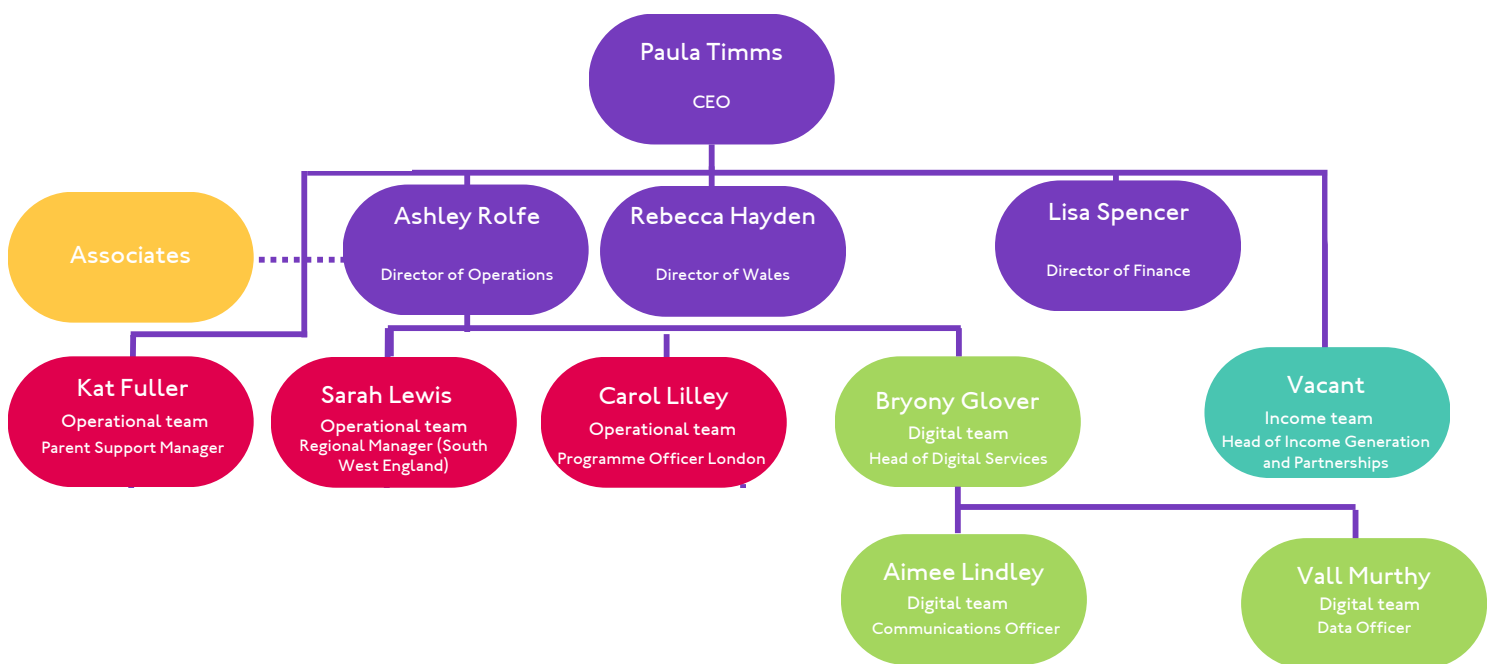 Paula Timms
CEO
Associates
Ashley Rolfe
Director of Operations
Rebecca Hayden
Director of Wales
Lisa Spencer
Director of Finance
Kat Fuller
Operational team
Parent Support Manager
Sarah Lewis
Operational team
Regional Manager (South
West England)
Carol Lilley
Operational team
Programme Officer London
Bryony Glover
Digital team
Head of Digital Services
Vacant
Income team
Head of Income Generation
and Partnerships
Aimee Lindley
Digital team
Communications Officer
Vall Murthy
Digital team
Data Officer